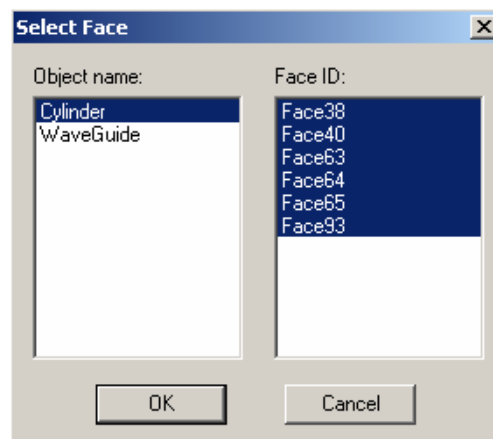 Select Face
Object name:
Cylinder
WaveGuide
Face ID:
Face38
Face40
Face63
Face64
Face65
Face93
OK
Cancel